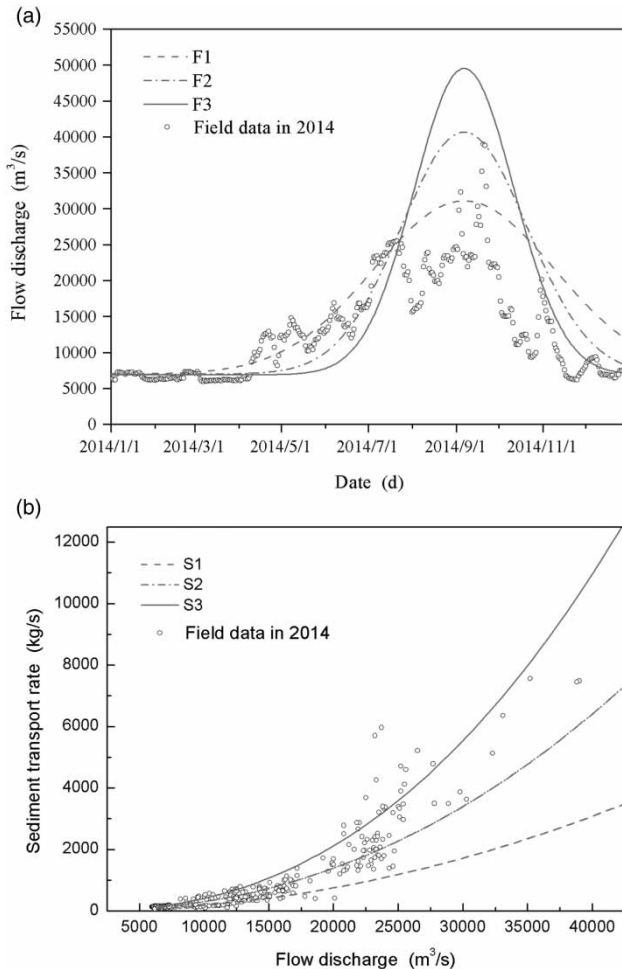 (a)
55000
50000
45000
40000
35000
30000
25000
20000
15000
10000
5000
0
Flow discharge (m³/s)
F1
F2
F3
Field data in 2014
2014/1/1 2014/3/1 2014/5/1 2014/7/1 2014/9/1 2014/11/1
Date (d)
(b)
12000
10000
8000
6000
4000
2000
0
Sediment transport rate (kg/s)
S1
S2
S3
Field data in 2014
5000 10000 15000 20000 25000 30000 35000 40000
Flow discharge (m³/s)